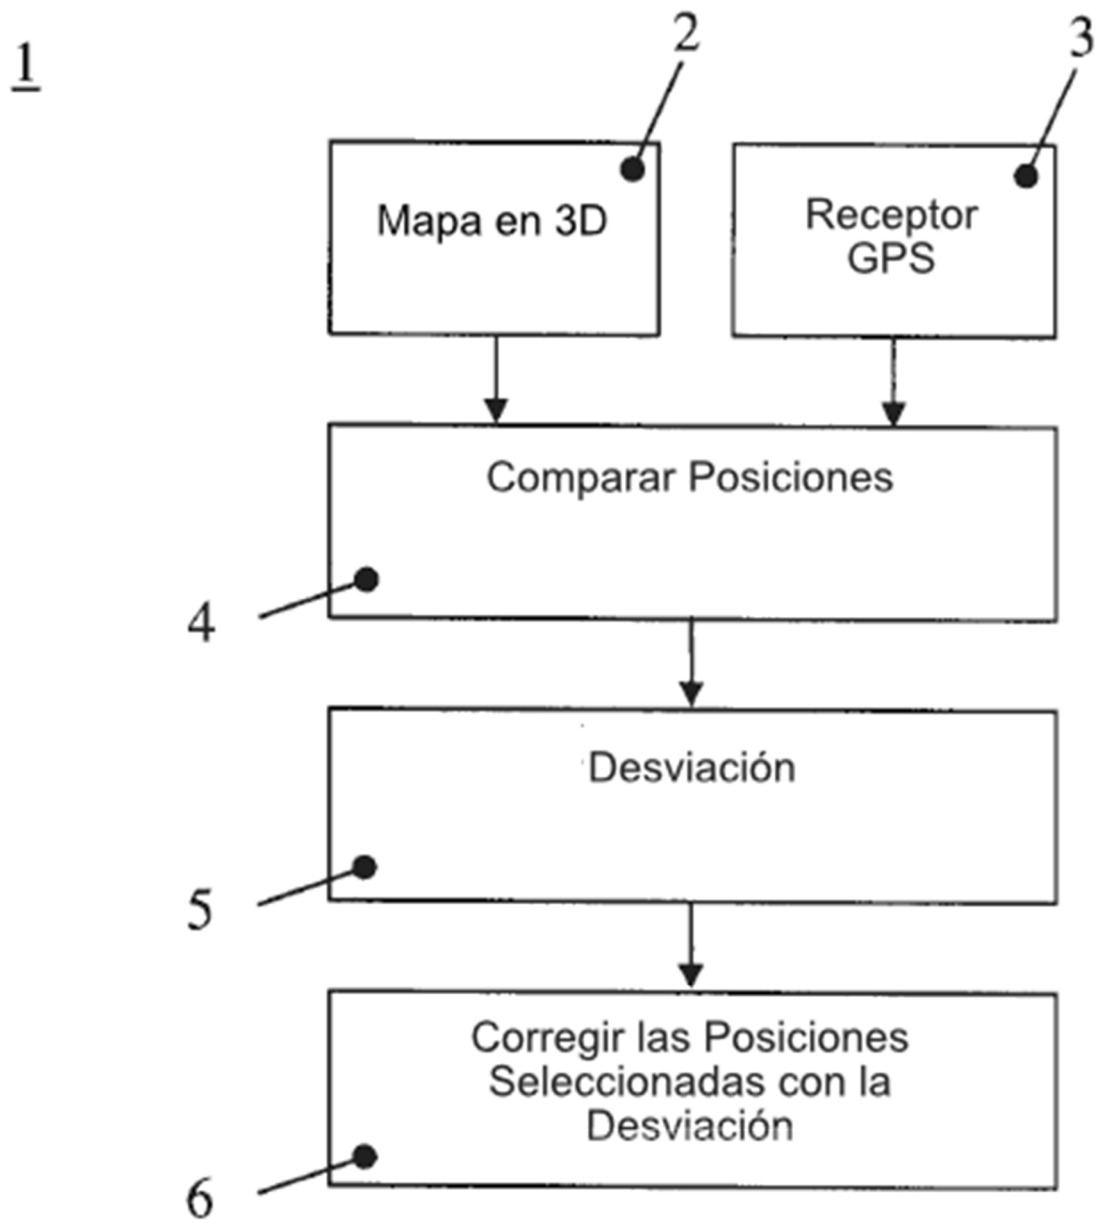 1
2
3
Mapa en 3D
Receptor
GPS
Comparar Posiciones
4
Desviación
5
Corregir las Posiciones
Seleccionadas con la
Desviación
6